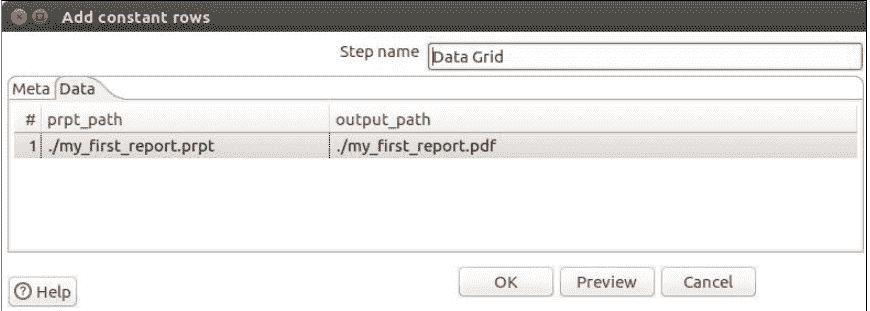 Add constant rows
Step name Data Grid
Meta Data
# prpt_path output_path
1 ./my_first_report.prpt ./my_first_report.pdf
OK Preview Cancel
Help